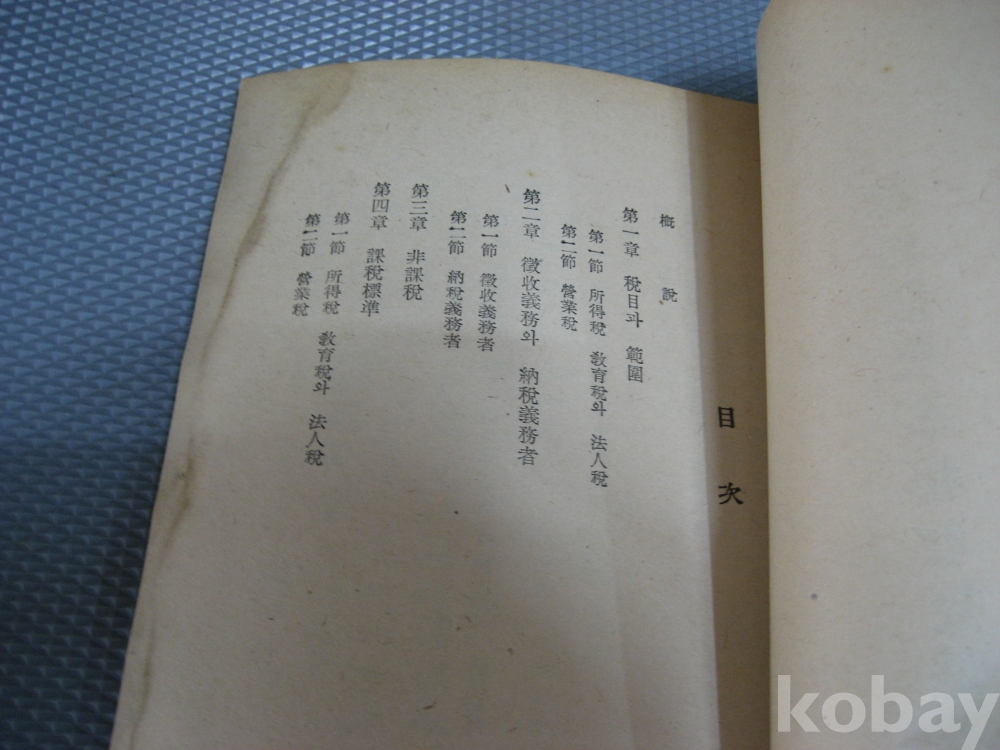 目 次
概 說
第一章 稅目과 範圍
第一節 所得稅 敎育稅와 法人稅
第二節 營業稅
第二章 徵收義務와 納稅義務者
第一節 徵收義務者
第二節 納稅義務者
第三章 非課稅
第四章 課稅標準
第一節 所得稅 敎育稅와 法人稅
第二節 營業稅
kobay